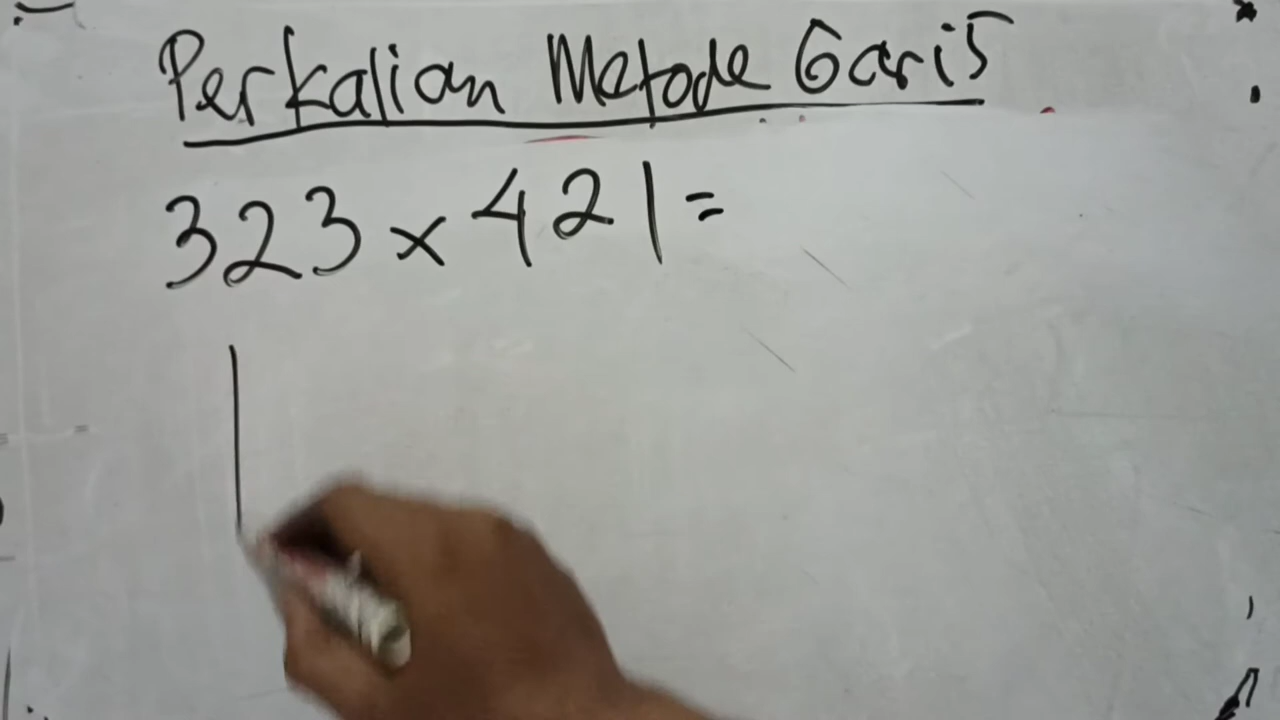 Perkalian Metode Garis
323 × 421 =